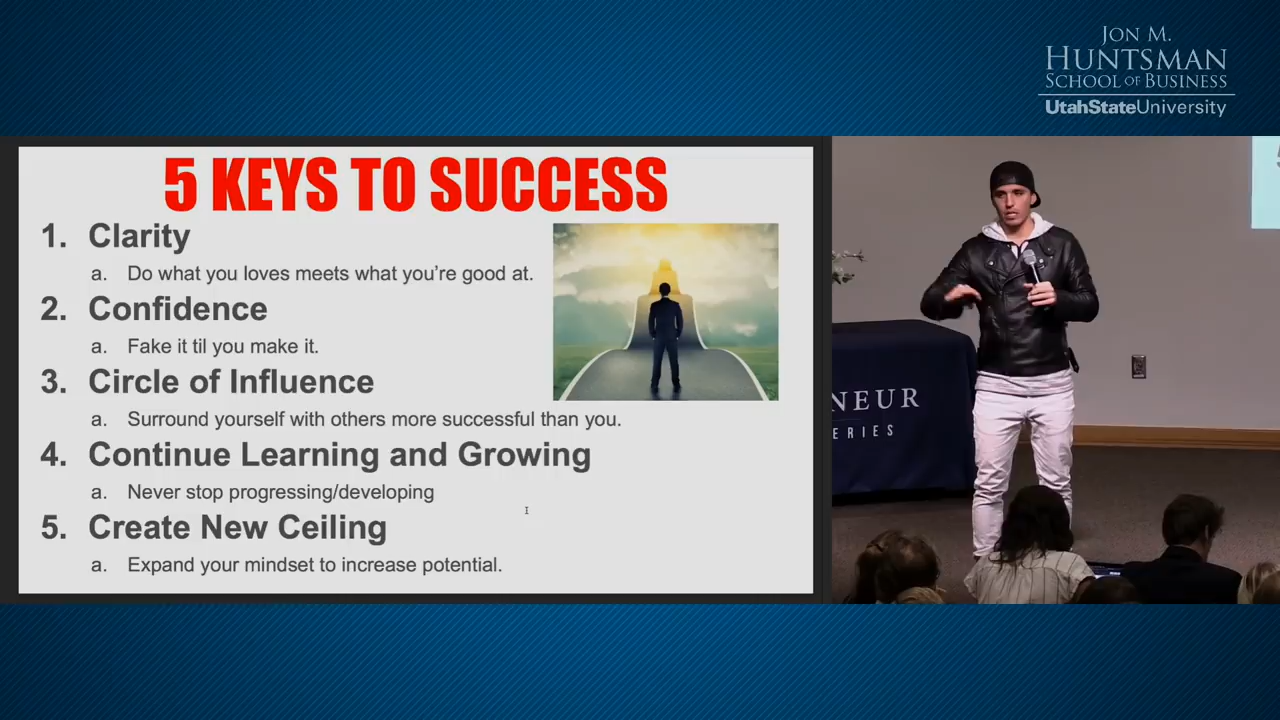 JON M.
HUNTSMAN
SCHOOL OF BUSINESS
UtahStateUniversity
5 KEYS TO SUCCESS
1. Clarity
a. Do what you loves meets what you're good at.
2. Confidence
a. Fake it til you make it.
3. Circle of Influence
a. Surround yourself with others more successful than you.
4. Continue Learning and Growing
a. Never stop progressing/developing
5. Create New Ceiling
a. Expand your mindset to increase potential.
NEUR
ERIES